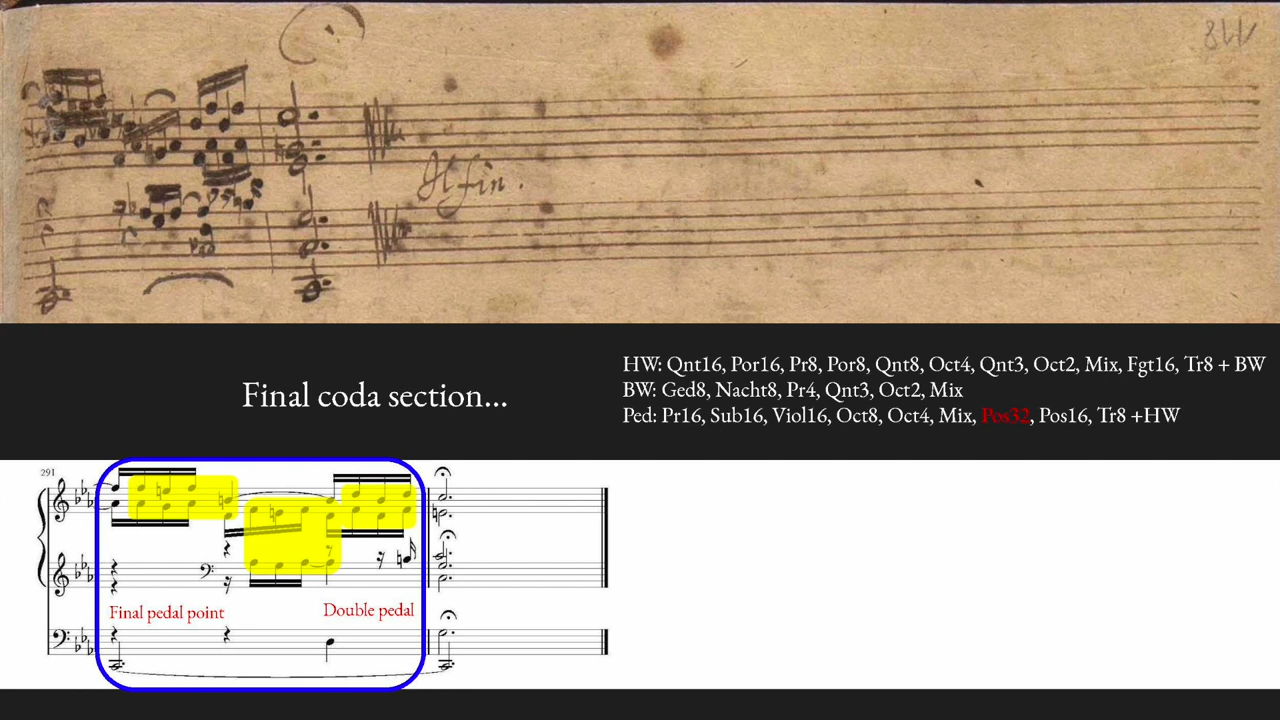 Il fin.
Final coda section...
HW: Qnt16, Por16, Pr8, Por8, Qnt8, Oct4, Qnt3, Oct2, Mix, Fgt16, Tr8 + BW
BW: Ged8, Nacht8, Pr4, Qnt3, Oct2, Mix
Ped: Pr16, Sub16, Viol16, Oct8, Oct4, Mix, Pos32, Pos16, Tr8 +HW
291
Final pedal point
Double pedal